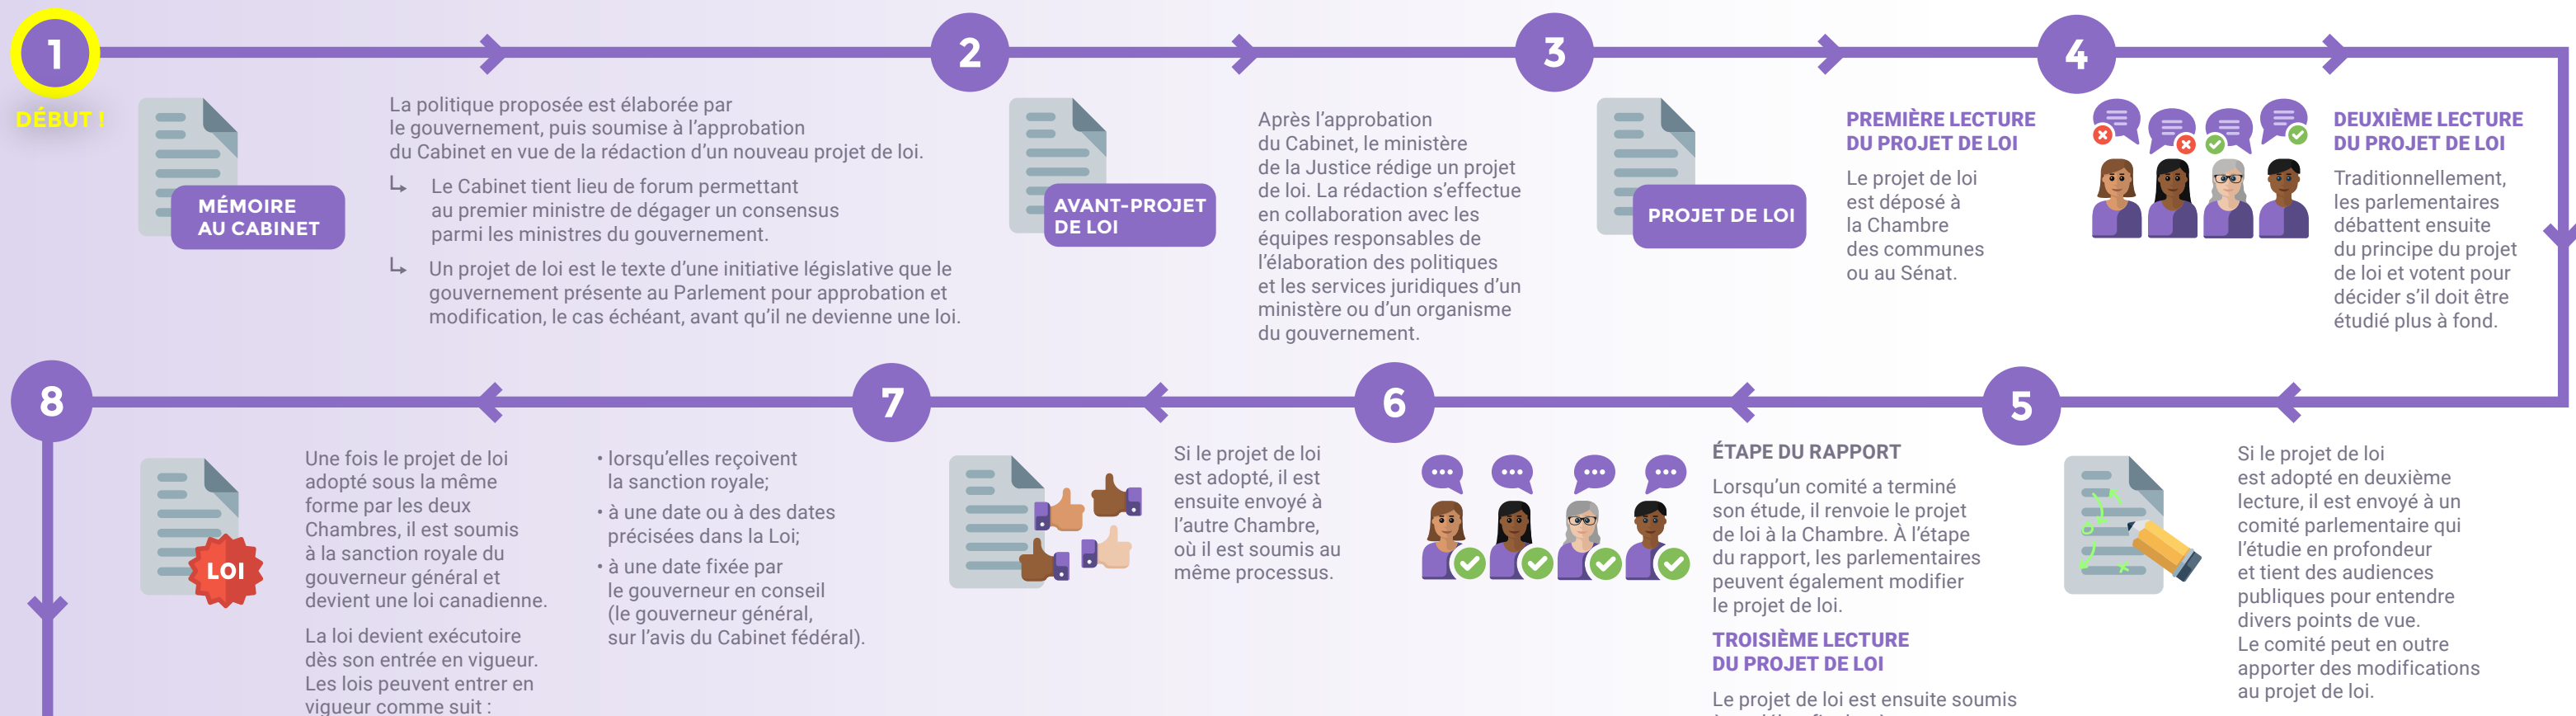 1
DÉBUT !
MÉMOIRE
AU CABINET
La politique proposée est élaborée par
le gouvernement, puis soumise à l'approbation
du Cabinet en vue de la rédaction d'un nouveau projet de loi.
Le Cabinet tient lieu de forum permettant
au premier ministre de dégager un consensus
parmi les ministres du gouvernement.
Un projet de loi est le texte d'une initiative législative que le
gouvernement présente au Parlement pour approbation et
modification, le cas échéant, avant qu'il ne devienne une loi.
2
AVANT-PROJET
DE LOI
Après l'approbation
du Cabinet, le ministère
de la Justice rédige un projet
de loi. La rédaction s'effectue
en collaboration avec les
équipes responsables de
l'élaboration des politiques
et les services juridiques d'un
ministère ou d'un organisme
du gouvernement.
3
PROJET DE LOI
PREMIÈRE LECTURE
DU PROJET DE LOI
Le projet de loi
est déposé à
la Chambre
des communes
ou au Sénat.
4
DEUXIÈME LECTURE
DU PROJET DE LOI
Traditionnellement,
les parlementaires
débattent ensuite
du principe du projet
de loi et votent pour
décider s'il doit être
étudié plus à fond.
5
Si le projet de loi
est adopté en deuxième
lecture, il est envoyé à un
comité parlementaire qui
l'étudie en profondeur
et tient des audiences
publiques pour entendre
divers points de vue.
Le comité peut en outre
apporter des modifications
au projet de loi.
6
ÉTAPE DU RAPPORT
Lorsqu'un comité a terminé
son étude, il renvoie le projet
de loi à la Chambre. À l'étape
du rapport, les parlementaires
peuvent également modifier
le projet de loi.
TROISIÈME LECTURE
DU PROJET DE LOI
Le projet de loi est ensuite soumis
7
Si le projet de loi
est adopté, il est
ensuite envoyé à
l'autre Chambre,
où il est soumis au
même processus.
8
LOI
Une fois le projet de loi
adopté sous la même
forme par les deux
Chambres, il est soumis
à la sanction royale du
gouverneur général et
devient une loi canadienne.
La loi devient exécutoire
dès son entrée en vigueur.
Les lois peuvent entrer en
vigueur comme suit :
• lorsqu'elles reçoivent
la sanction royale;
• à une date ou à des dates
précisées dans la Loi;
• à une date fixée par
le gouverneur en conseil
(le gouverneur général,
sur l'avis du Cabinet fédéral).